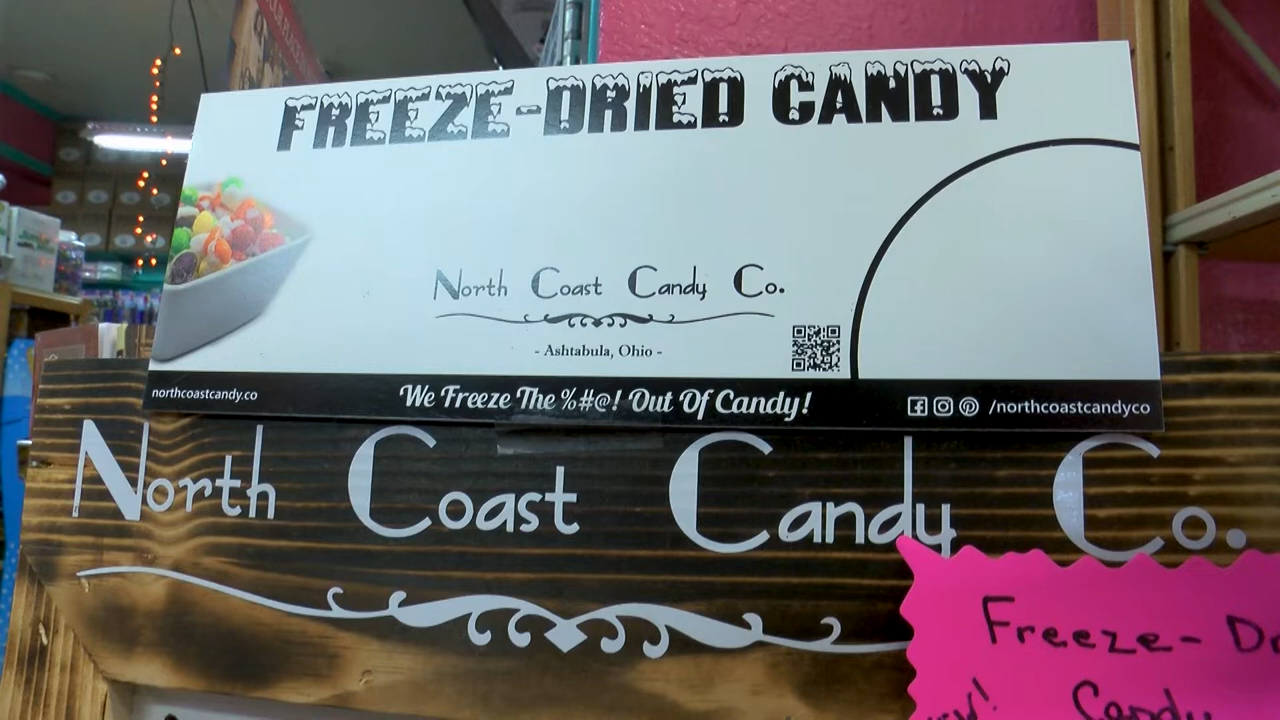 FREEZE-DRIED CANDY
North Coast Candy Co.
- Ashtabula, Ohio -
northcoastcandy.co
We Freeze The %#@! Out Of Candy!
/northcoastcandyco
North Coast Candy Co.
Freeze-Dr
Candy